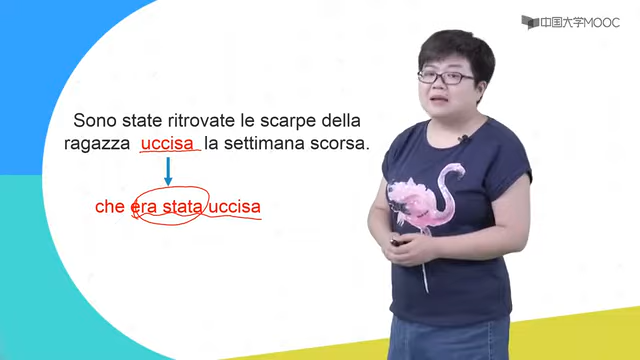 中国大学MOOC
Sono state ritrovate le scarpe della
ragazza uccisa la settimana scorsa.
che era stata uccisa